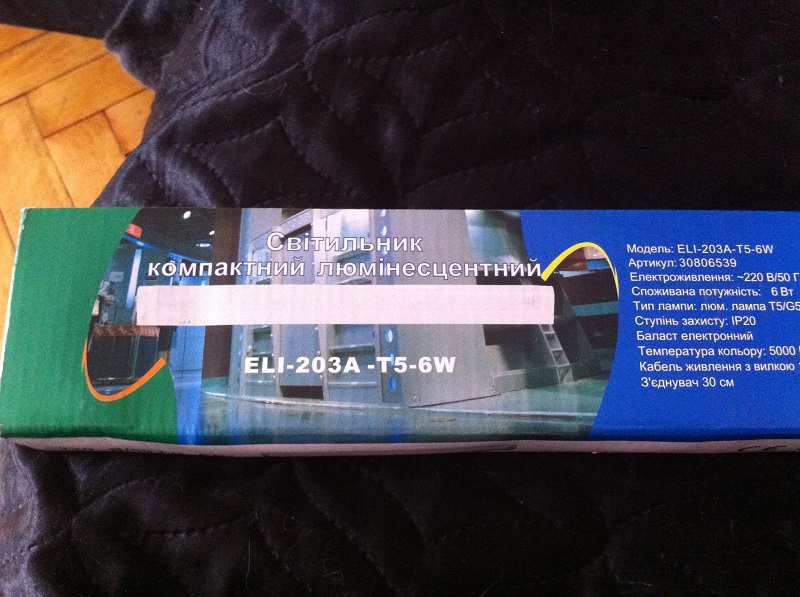 Світильник
компактний люмінесцентний
ELI-203A -T5-6W
Модель: ELI-203A-T5-6W
Артикул: 30806539
Електроживлення: ~220 В/50 Г
Споживана потужність: 6 Вт
Тип лампи: люм. лампа T5/G5
Ступінь захисту: IP20
Баласт електронний
Температура кольору: 5000
Кабель живлення з вилкою
З'єднувач 30 см